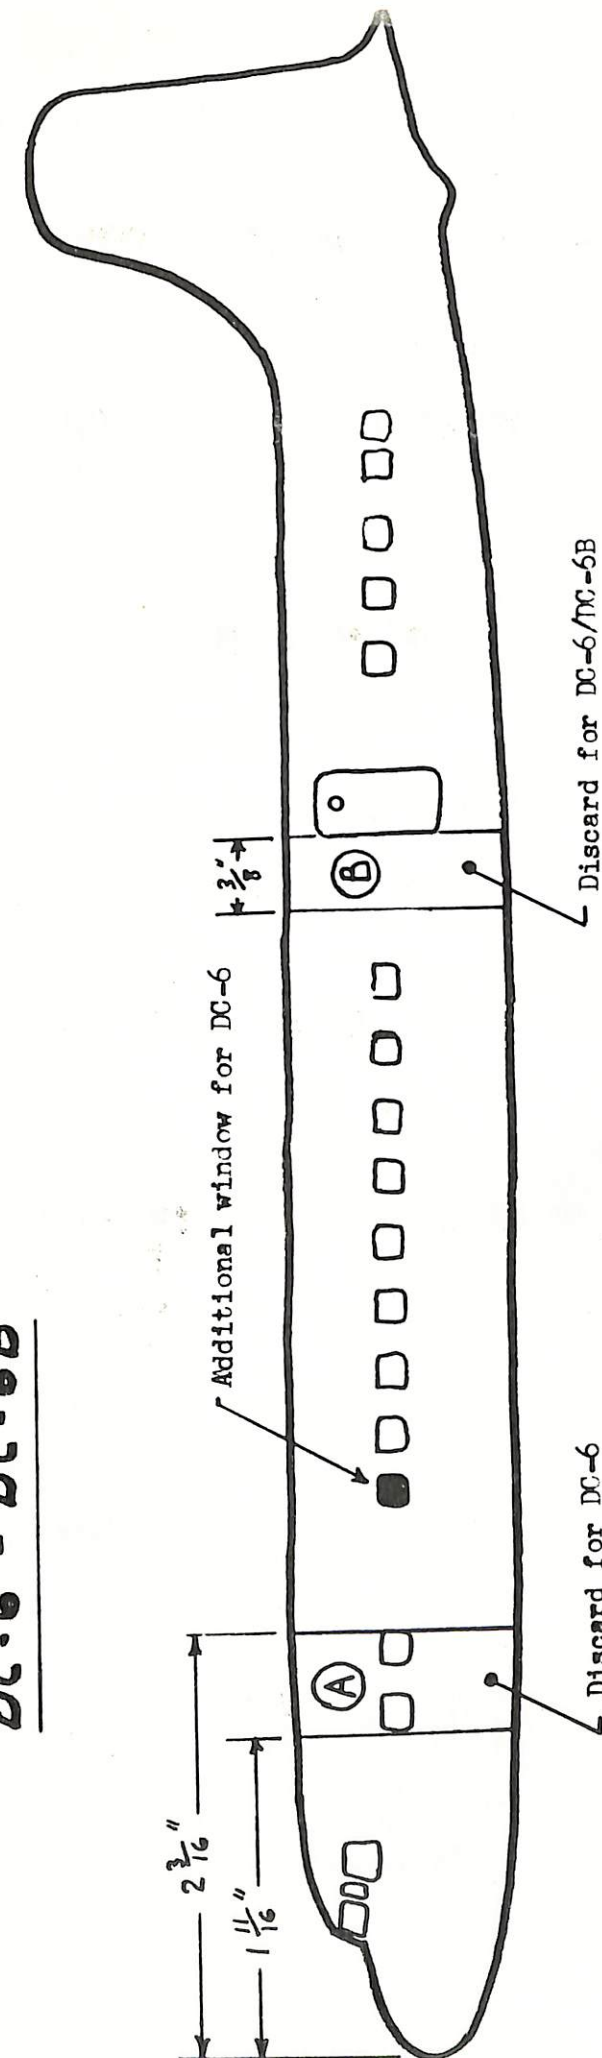 DC-6 - DC-6B
2 3/16"
1 11/16"
Additional window for DC-6
3/8"
A
B
Discard for DC-6
Discard for DC-6/DC-6B